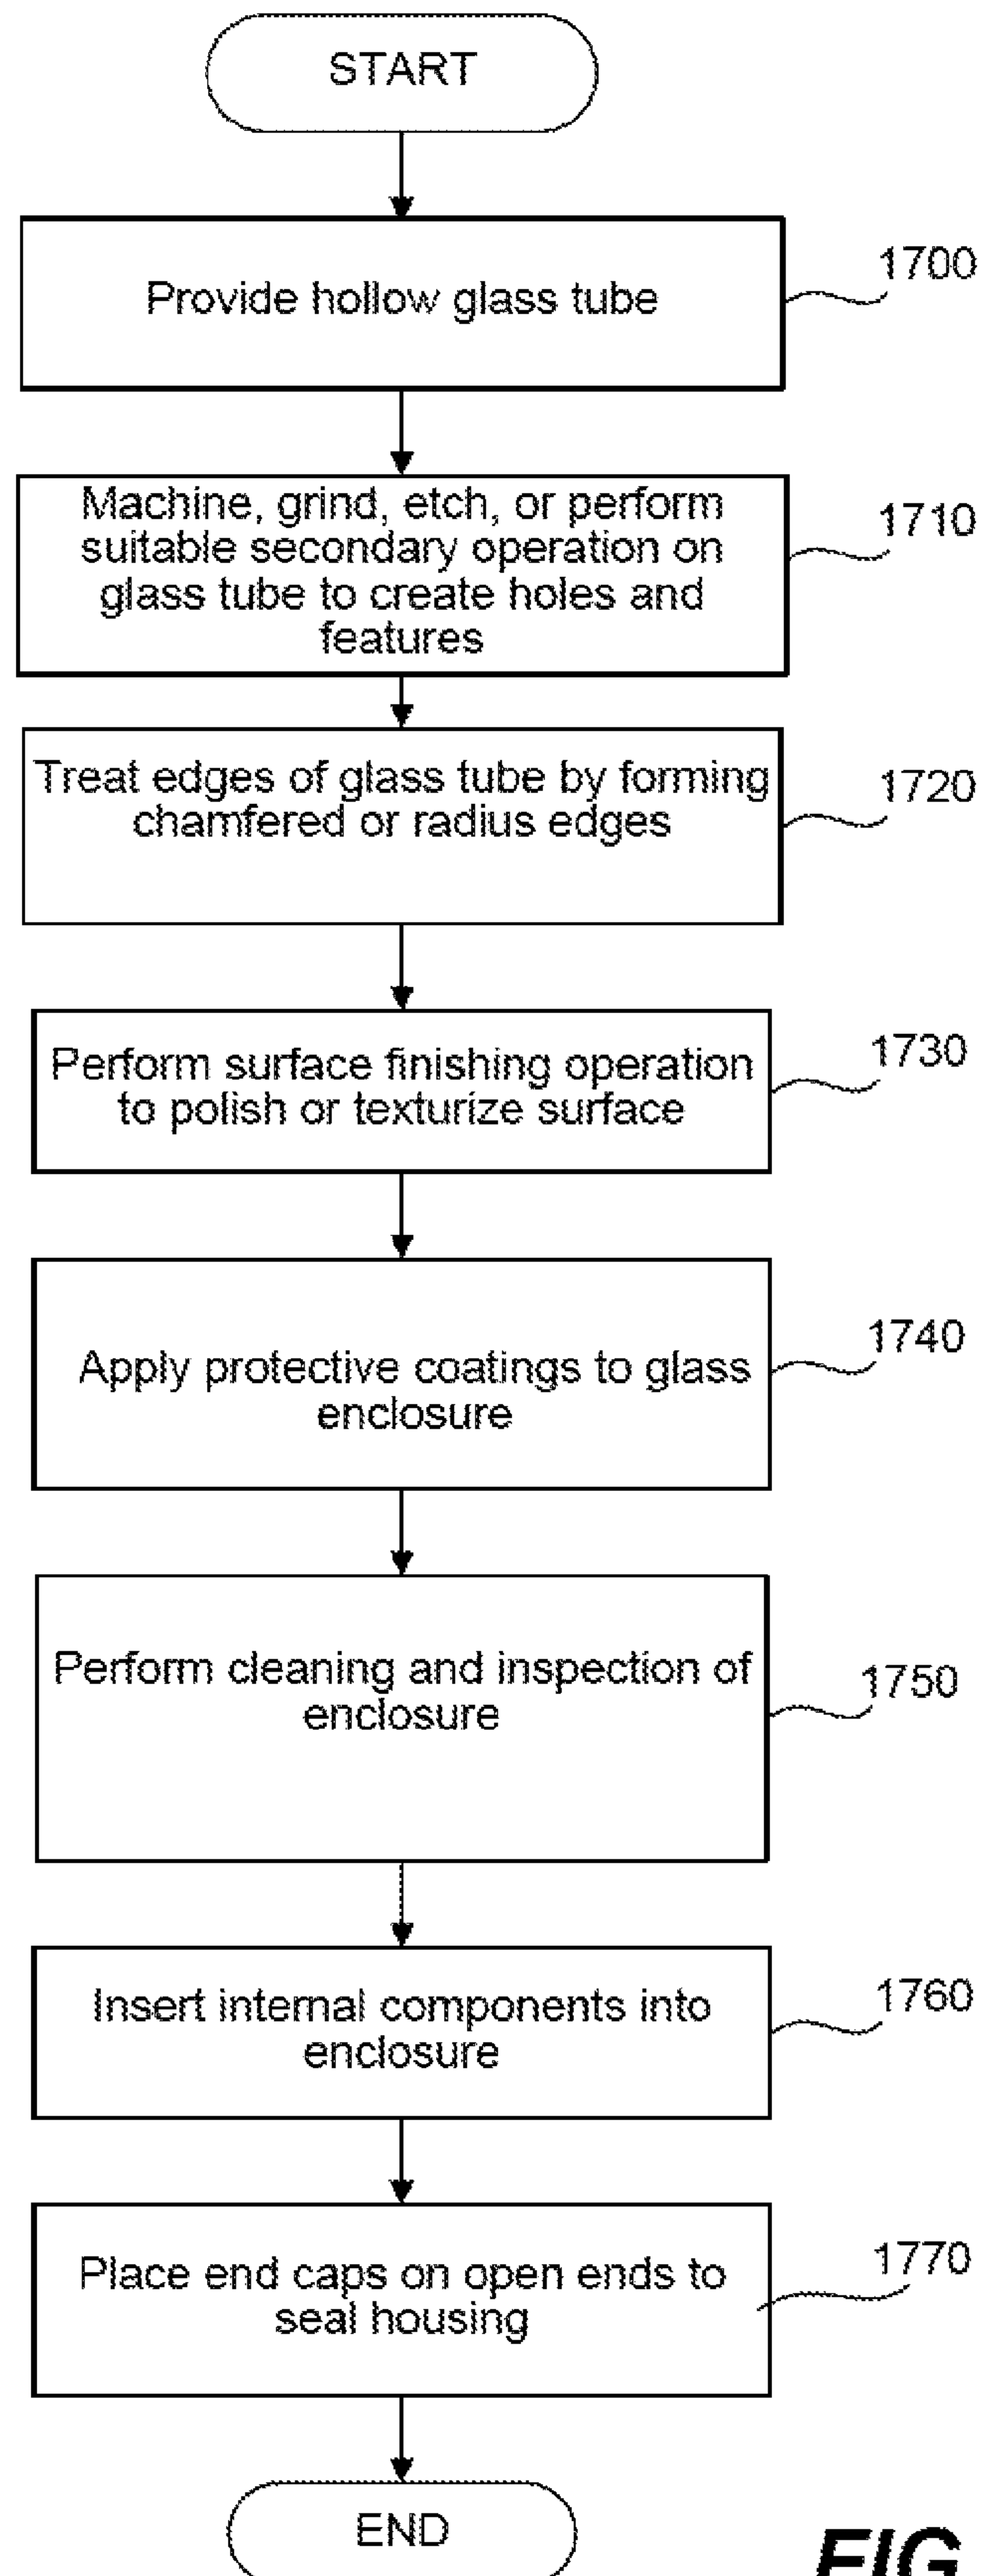 START
Provide hollow glass tube
1700
Machine, grind, etch, or perform
suitable secondary operation on
glass tube to create holes and
features
1710
Treat edges of glass tube by forming
chamfered or radius edges
1720
Perform surface finishing operation
to polish or texturize surface
1730
Apply protective coatings to glass
enclosure
1740
Perform cleaning and inspection of
enclosure
1750
Insert internal components into
enclosure
1760
Place end caps on open ends to
seal housing
1770
END
FIG